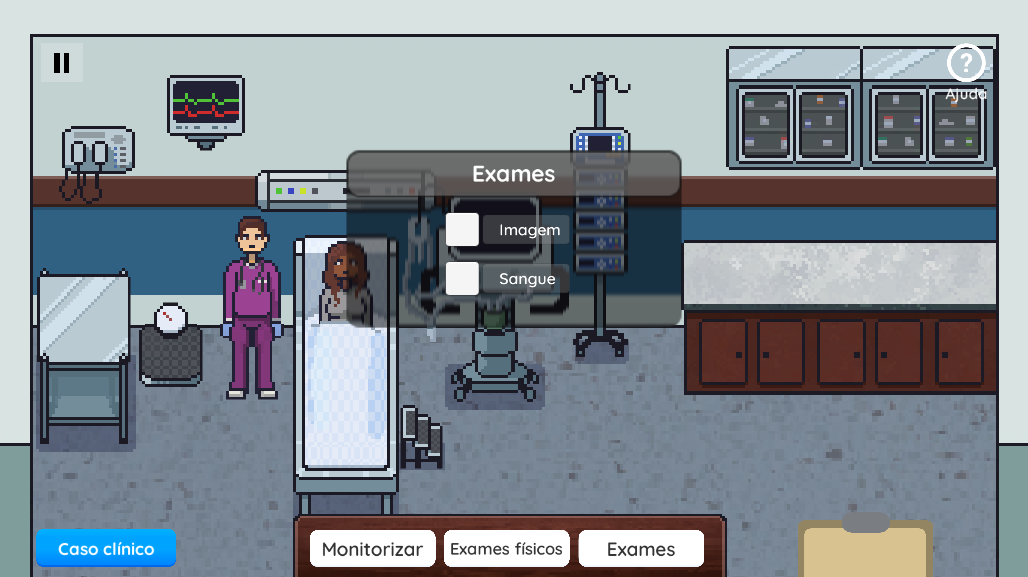 ?
Ajuda
Exames
Imagem
Sangue
Caso clínico
Monitorizar
Exames físicos
Exames